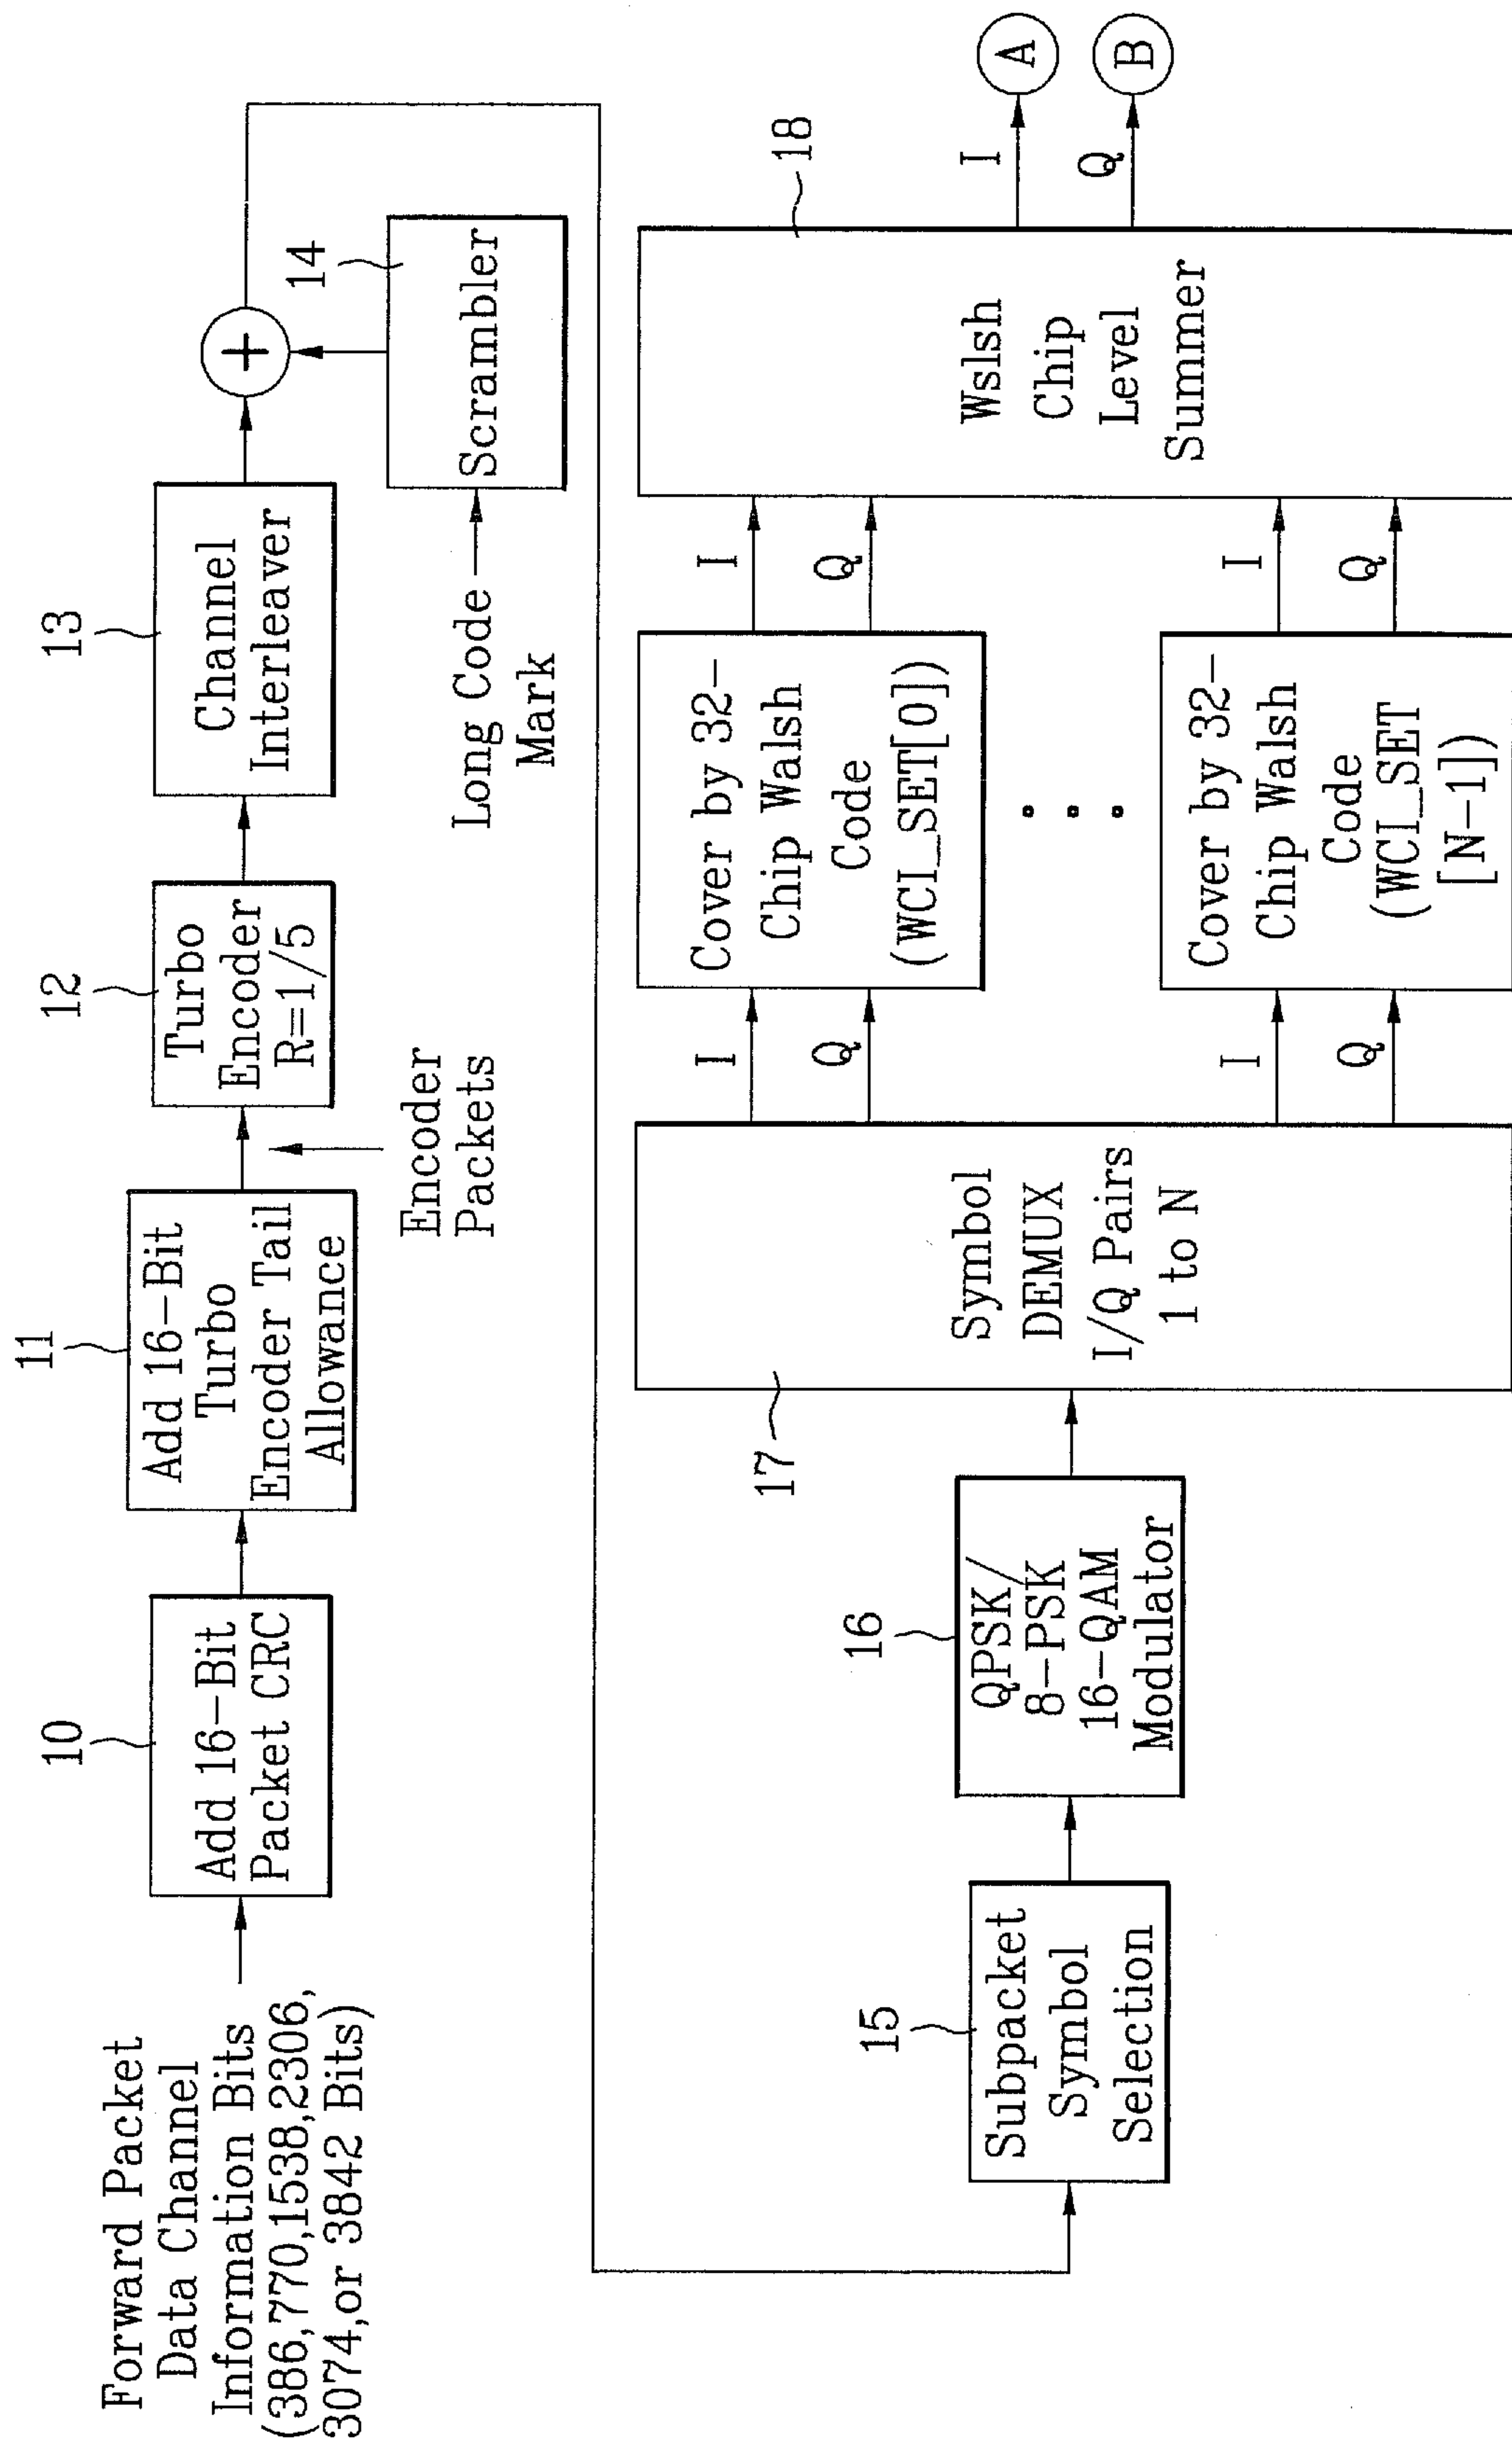 Forward Packet
Data Channel
Information Bits
(386,770,1538,2306,
3074,or 3842 Bits)
10
Add 16-Bit
Packet CRC
11
Add 16-Bit
Turbo
Encoder Tail
Allowance
Encoder
Packets
12
Turbo
Encoder
R=1/5
13
Channel
Interleaver
+
14
Scrambler
Long Code
Mark
15
Subpacket
Symbol
Selection
16
QPSK/
8-PSK
16-QAM
Modulator
17
Symbol
DEMUX
I/Q Pairs
1 to N
I
Q
I
Q
Cover by 32-
Chip Walsh
Code
(WCI_SET[0])
Cover by 32-
Chip Walsh
Code
(WCI_SET
[N-1])
I
Q
I
Q
18
Wslsh
Chip
Level
Summer
I
Q
A
B